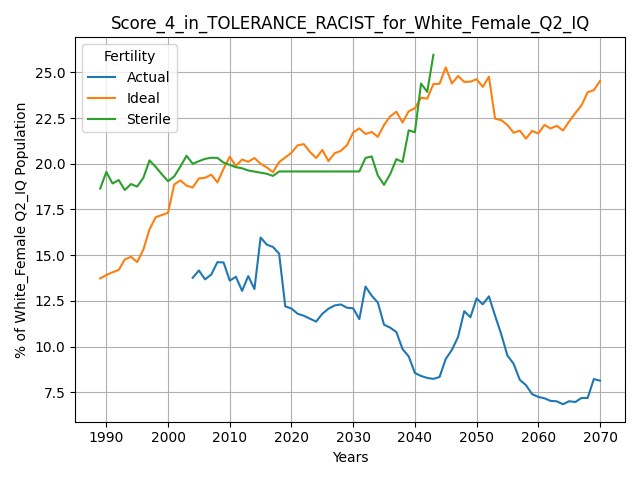 Score_4_in_TOLERANCE_RACIST_for_White_Female_Q2_IQ
Fertility
Actual
Ideal
Sterile
% of White_Female Q2_IQ Population
25.0
22.5
20.0
17.5
15.0
12.5
10.0
7.5
1990 2000 2010 2020 2030 2040 2050 2060 2070
Years